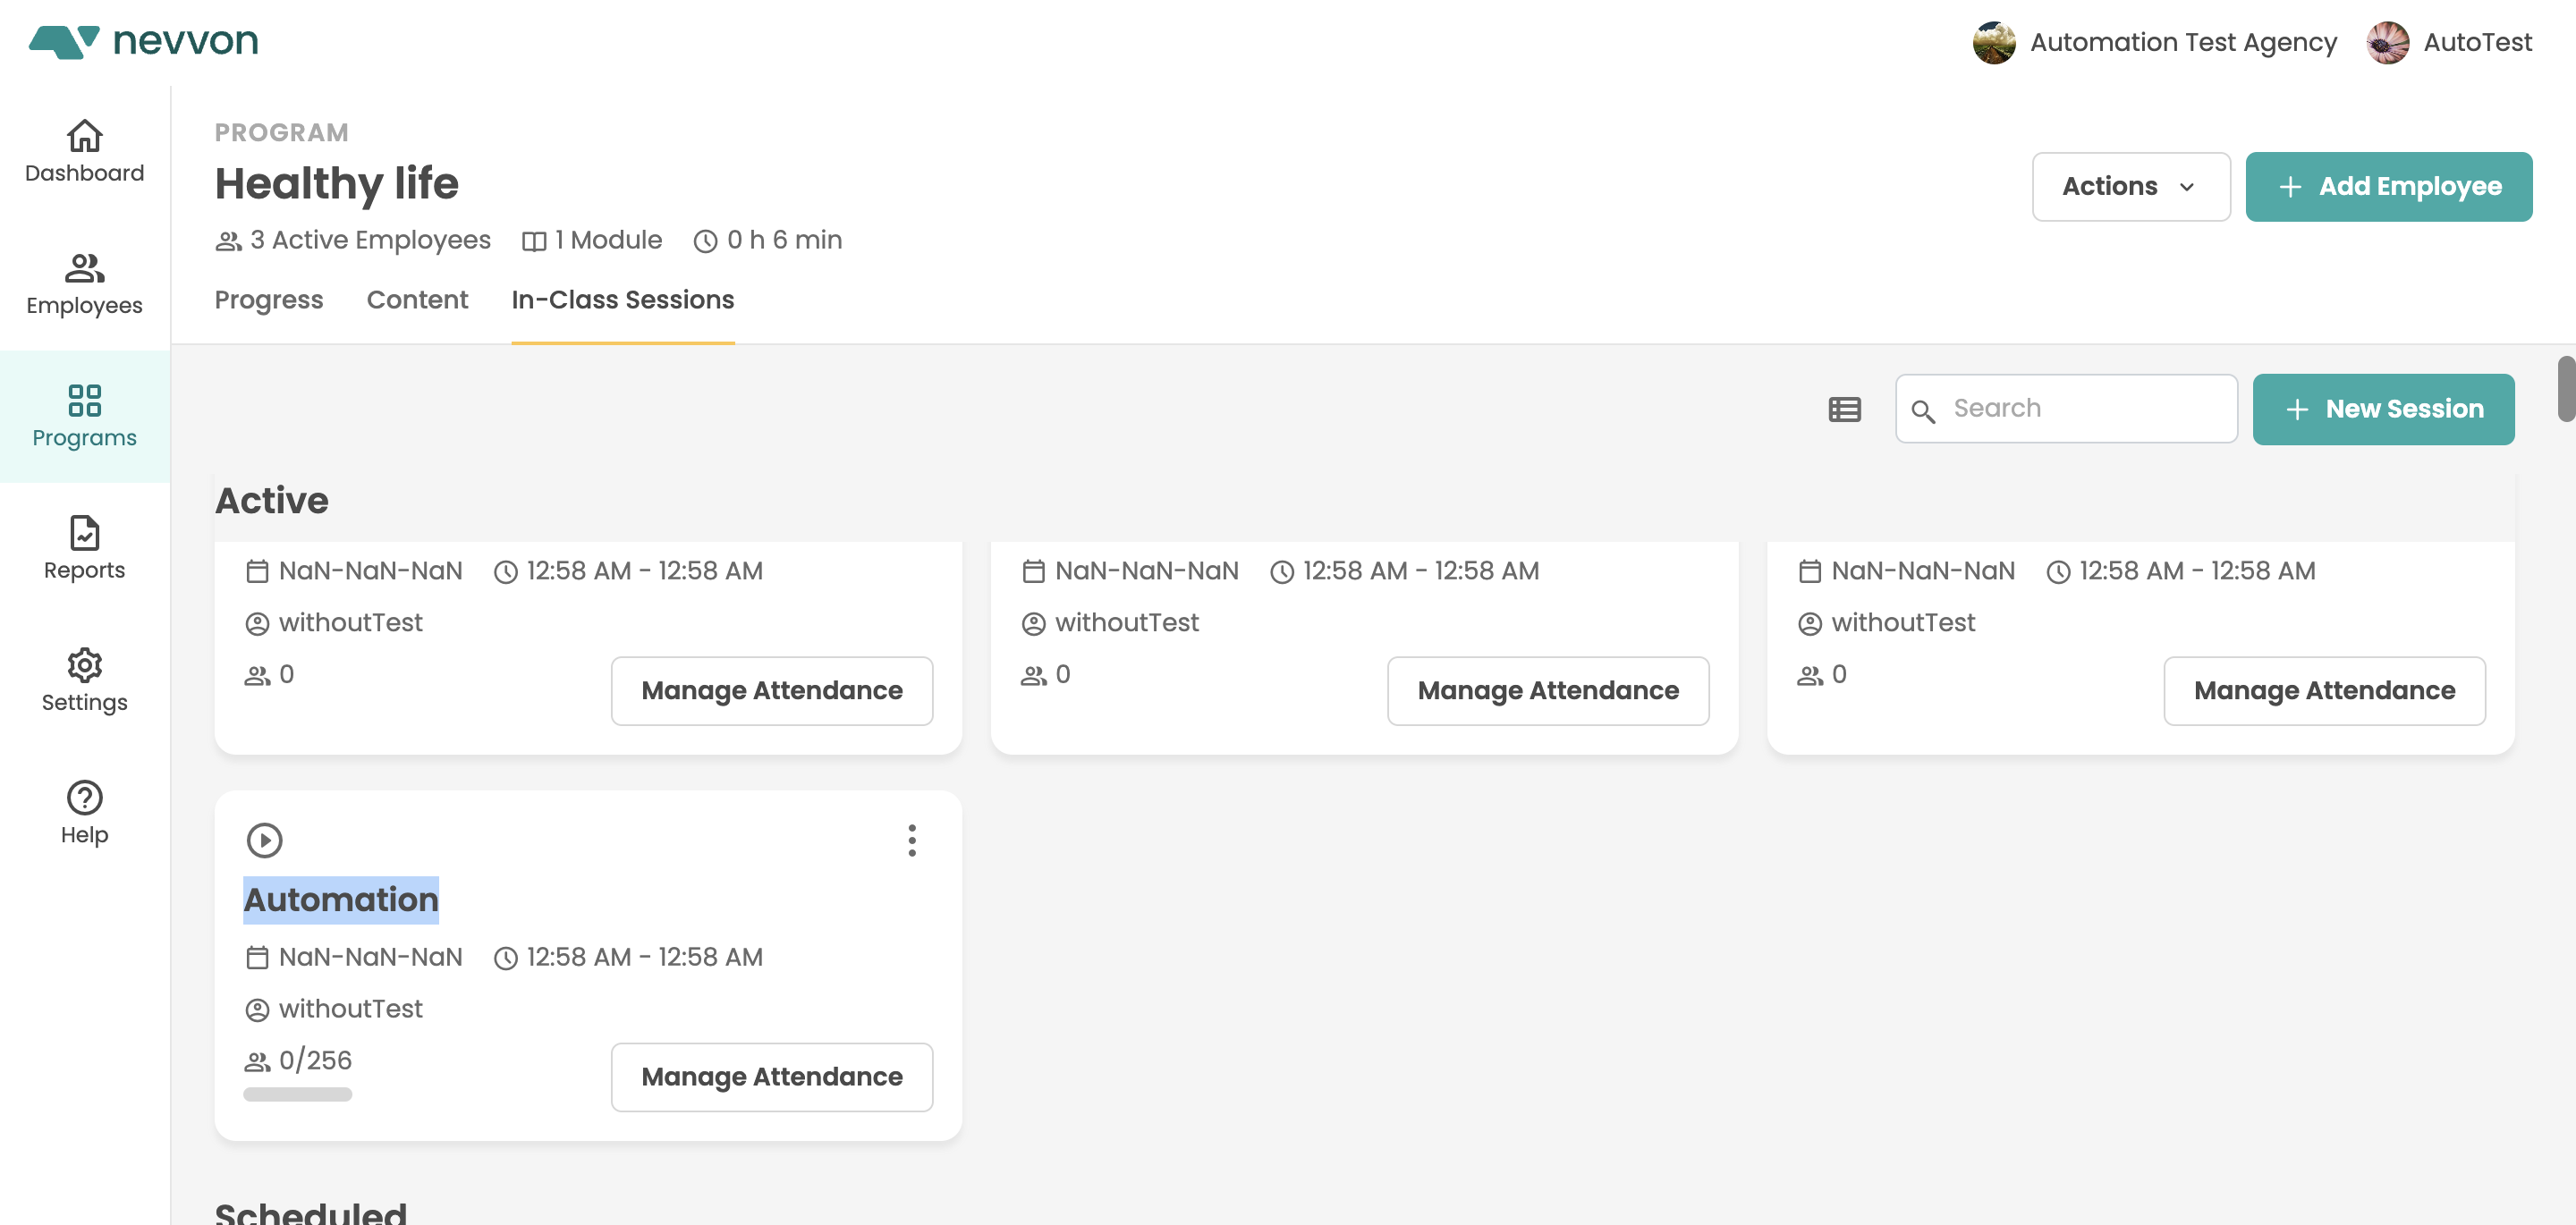 nevvon
Automation Test Agency
AutoTest
Dashboard
Employees
Programs
Reports
Settings
Help
PROGRAM
Healthy life
3 Active Employees 1 Module 0 h 6 min
Actions
+ Add Employee
Progress Content In-Class Sessions
Search
+ New Session
Active
NaN-NaN-NaN 12:58 AM - 12:58 AM
withoutTest
0
Manage Attendance
NaN-NaN-NaN 12:58 AM - 12:58 AM
withoutTest
0
Manage Attendance
NaN-NaN-NaN 12:58 AM - 12:58 AM
withoutTest
0
Manage Attendance
Automation
NaN-NaN-NaN 12:58 AM - 12:58 AM
withoutTest
0/256
Manage Attendance
Scheduled